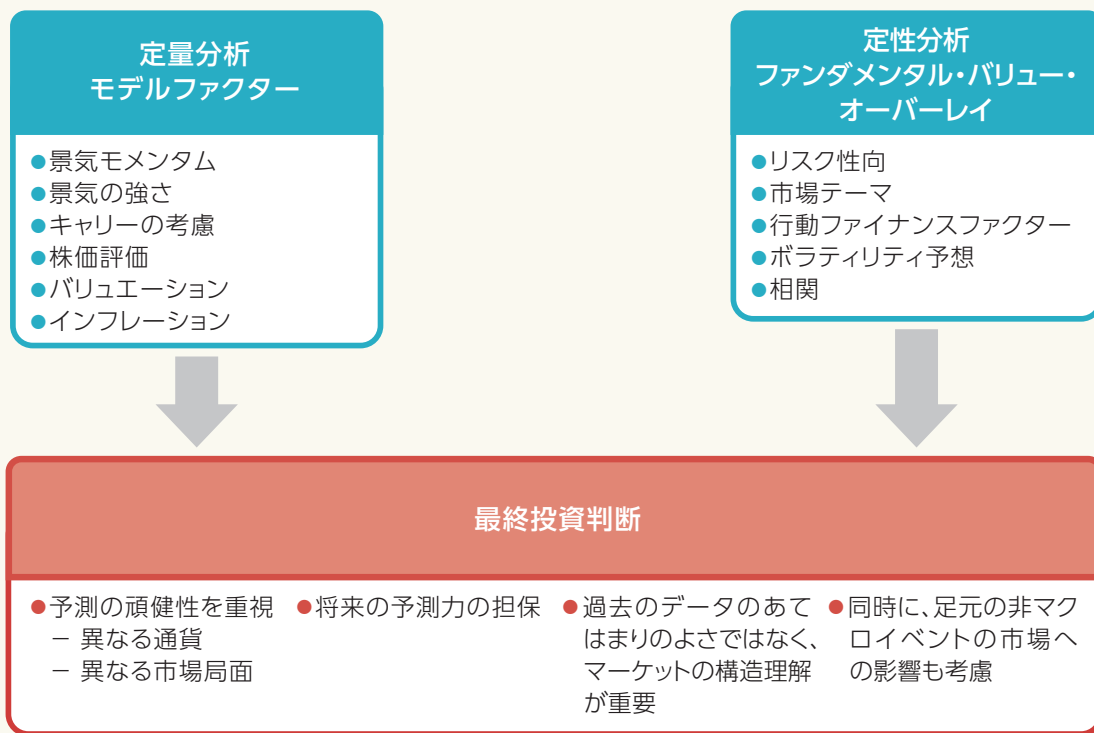 定量分析
モデルファクター
●景気モメンタム
●景気の強さ
●キャリーの考慮
●株価評価
●バリュエーション
●インフレーション
定性分析
ファンダメンタル・バリュー・
オーバーレイ
●リスク性向
●市場テーマ
●行動ファイナンスファクター
●ボラティリティ予想
●相関
最終投資判断
●予測の頑健性を重視
－ 異なる通貨
－ 異なる市場局面
●将来の予測力の担保
●過去のデータのあて
はまりのよさではなく、
マーケットの構造理解
が重要
●同時に、足元の非マク
ロイベントの市場へ
の影響も考慮